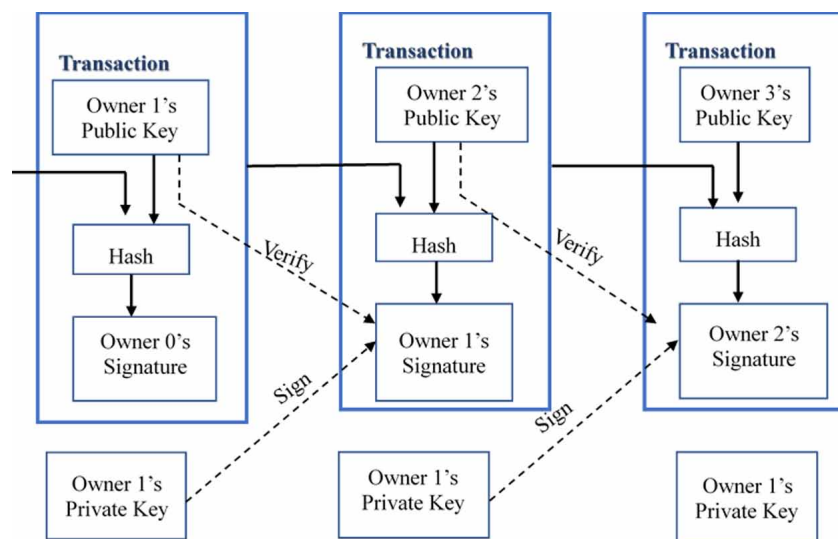 Transaction
Owner 1's
Public Key
Hash
Owner 0's
Signature
Verify
Sign
Owner 1's
Private Key
Transaction
Owner 2's
Public Key
Hash
Owner 1's
Signature
Verify
Sign
Owner 1's
Private Key
Transaction
Owner 3's
Public Key
Hash
Owner 2's
Signature
Owner 1's
Private Key